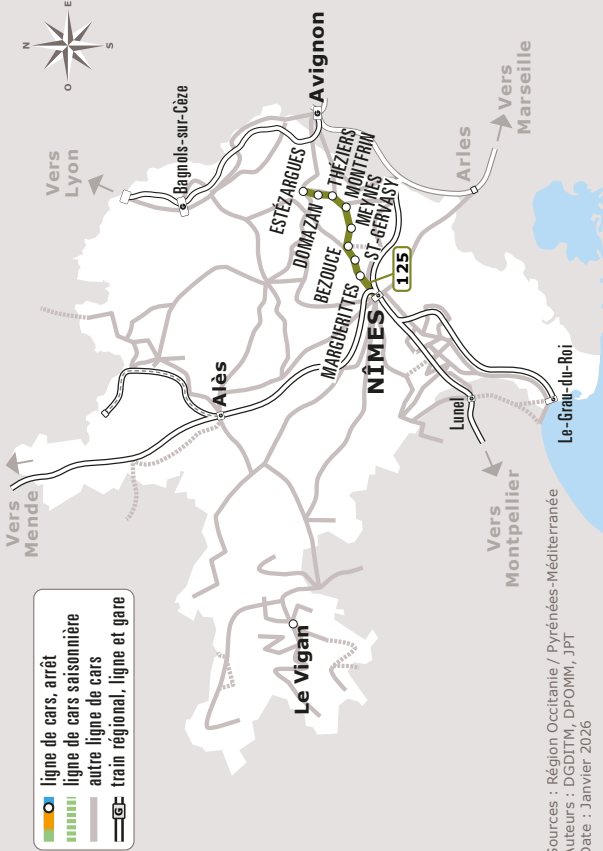 N
E
S
O
Vers
Lyon
Bagnols-sur-Cèze
Avignon
Vers
Marseille
Arles
ESTÉZARGUES
DOMAZAN
THÉZIERS
MONTFRIN
MEYNES
ST-GERVASY
BEZOUCE
MARGUERITTES
NÎMES
125
Alès
Vers
Mende
Lunel
Le-Grau-du-Roi
Vers
Montpellier
Le Vigan
ligne de cars, arrêt
ligne de cars saisonnière
autre ligne de cars
G train régional, ligne et gare
Sources : Région Occitanie / Pyrénées-Méditerranée
Auteurs : DGDITM, DPOMM, JPT
Date : Janvier 2026